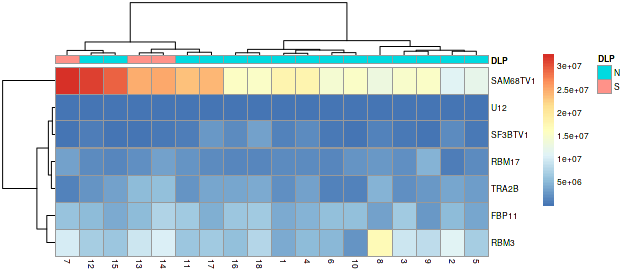 DLP
SAM68TV1
U12
SF3BTV1
RBM17
TRA2B
FBP11
RBM3
7 12 15 13 14 11 17 16 18 1 4 6 10 8 3 9 2 5
3e+07
2.5e+07
2e+07
1.5e+07
1e+07
5e+06
DLP
N
S